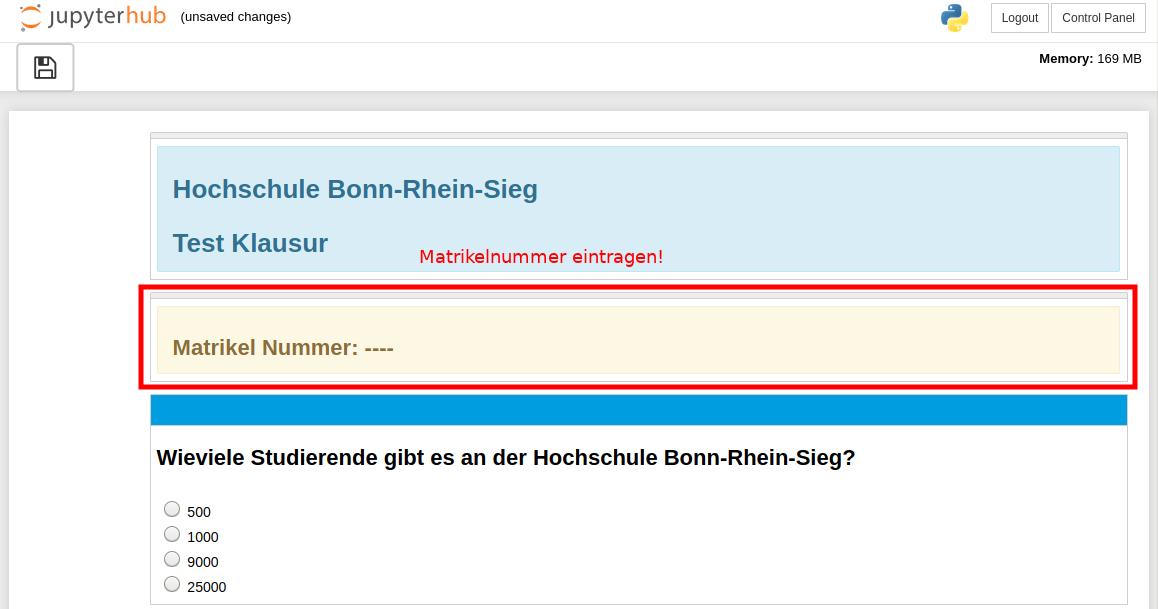 jupyterhub (unsaved changes) Logout Control Panel
Memory: 169 MB
Hochschule Bonn-Rhein-Sieg
Test Klausur
Matrikelnummer eintragen!
Matrikel Nummer: ----
Wieviele Studierende gibt es an der Hochschule Bonn-Rhein-Sieg?
500
1000
9000
25000